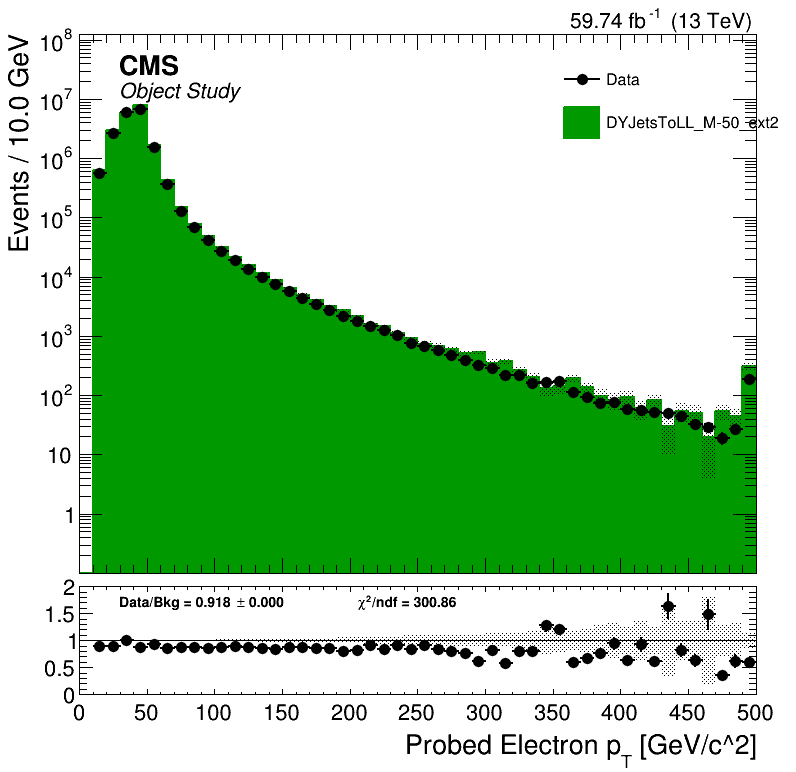 59.74 fb⁻¹ (13 TeV)
CMS
Object Study
Data
DYJetsToLL_M-50_ext2
Events / 10.0 GeV
10⁸
10⁷
10⁶
10⁵
10⁴
10³
10²
10
1
Data/Bkg = 0.918 ± 0.000
χ²/ndf = 300.86
2
1.5
1
0.5
0
0 50 100 150 200 250 300 350 400 450 500
Probed Electron p_T [GeV/c^2]